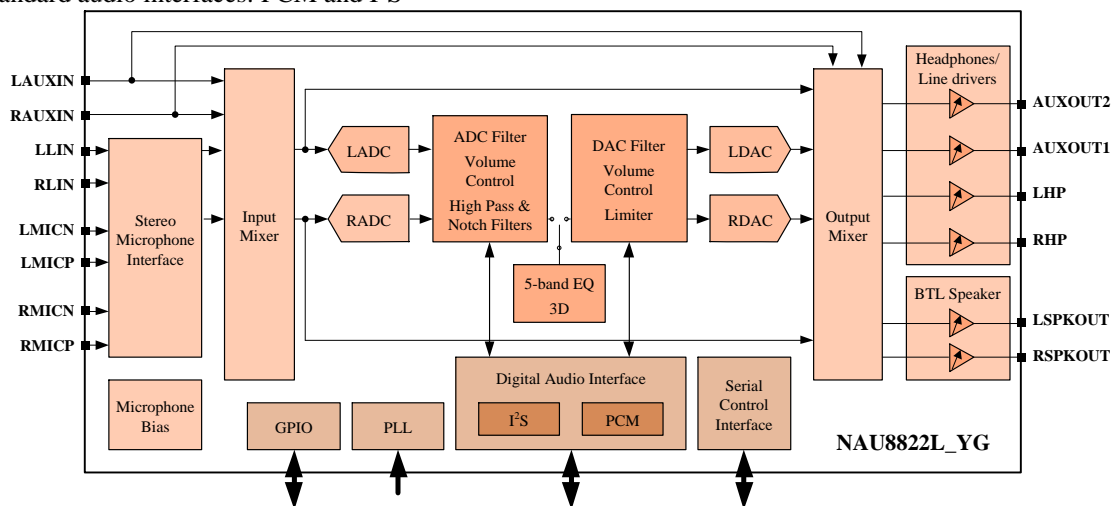 LAUXIN
RAUXIN
LLIN
RLIN
LMICN
LMICP
RMICN
RMICP
Stereo
Microphone
Interface
Microphone
Bias
Input
Mixer
LADC
RADC
ADC Filter
Volume
Control
High Pass &
Notch Filters
5-band EQ
3D
DAC Filter
Volume
Control
Limiter
LDAC
RDAC
Output
Mixer
Headphones/
Line drivers
BTL Speaker
AUXOUT2
AUXOUT1
LHP
RHP
LSPKOUT
RSPKOUT
GPIO
PLL
Digital Audio Interface
I²S
PCM
Serial
Control
Interface
NAU8822L_YG